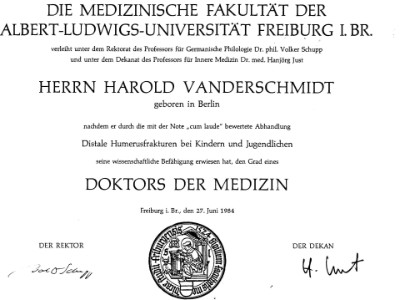 DIE MEDIZINISCHE FAKULTÄT DER
ALBERT-LUDWIGS-UNIVERSITÄT FREIBURG I. BR.
verleiht unter dem Rektorat des Professors für Germanische Philologie Dr. phil. Volker Schupp
und unter dem Dekanat des Professors für Innere Medizin Dr. med. Hanjörg Just
HERRN HAROLD VANDERSCHMIDT
geboren in Berlin
nachdem er durch die mit der Note „cum laude" bewertete Abhandlung
Distale Humerusfrakturen bei Kindern und Jugendlichen
seine wissenschaftliche Befähigung erwiesen hat, den Grad eines
DOKTORS DER MEDIZIN
Freiburg i. Br., den 27. Juni 1984
DER REKTOR
DER DEKAN
H. Just